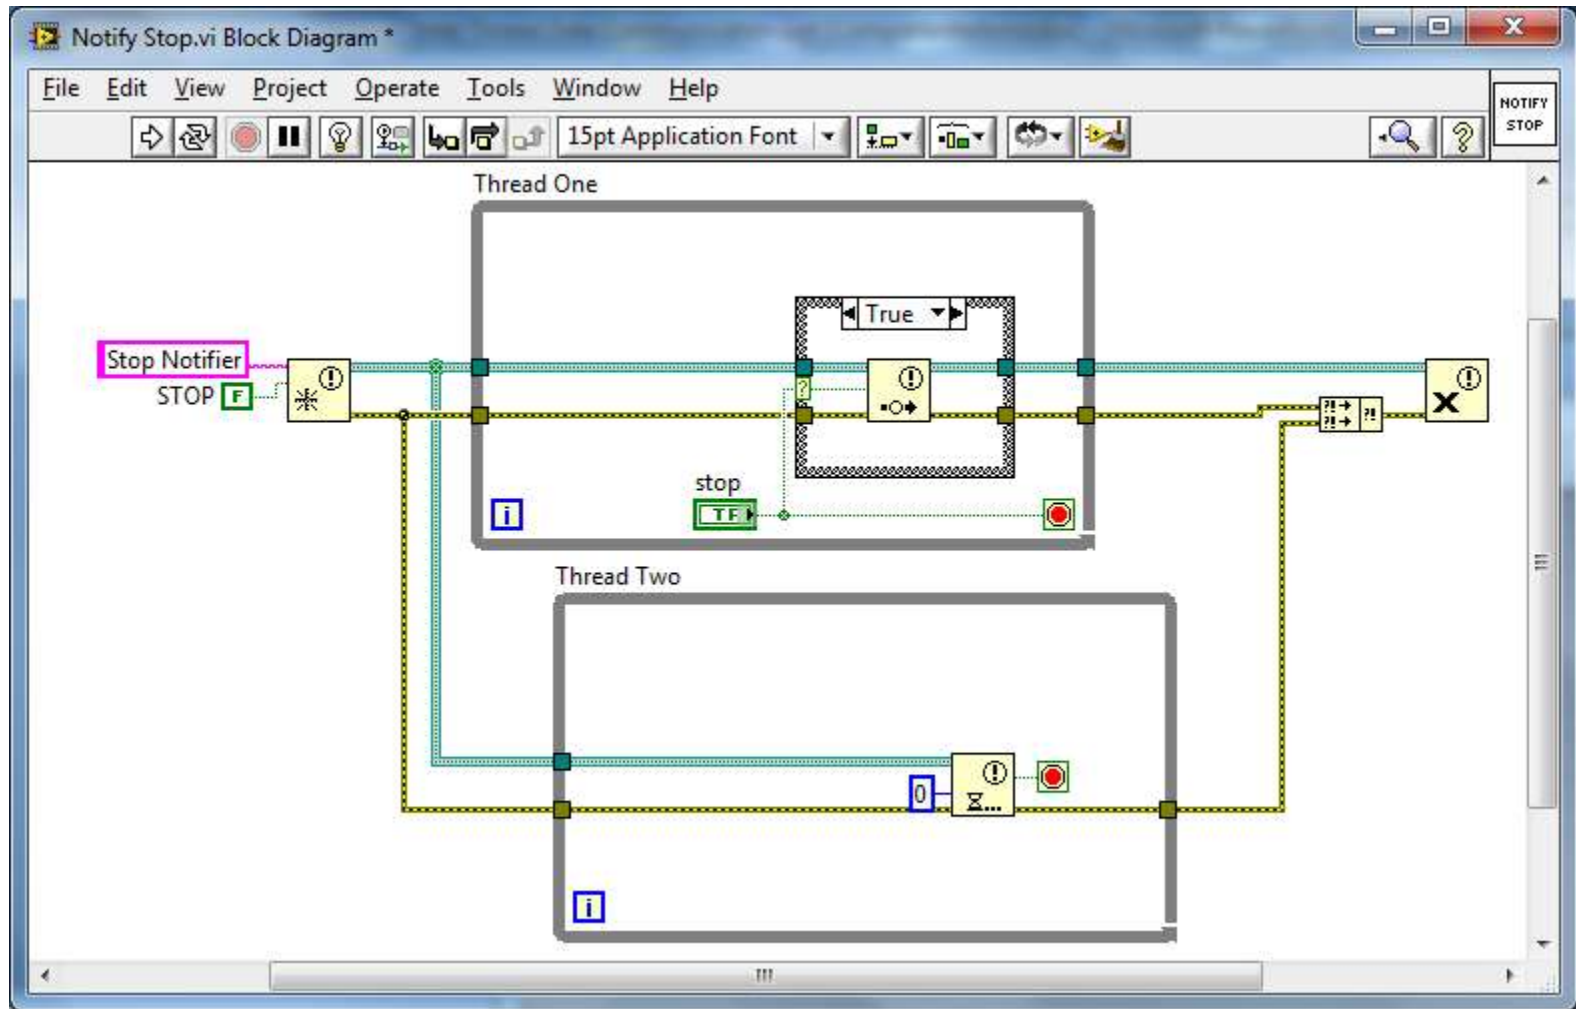 Notify Stop.vi Block Diagram *
File Edit View Project Operate Tools Window Help
NOTIFY
STOP
15pt Application Font
Thread One
True
Stop Notifier
STOP F
stop
TF
i
Thread Two
0
i